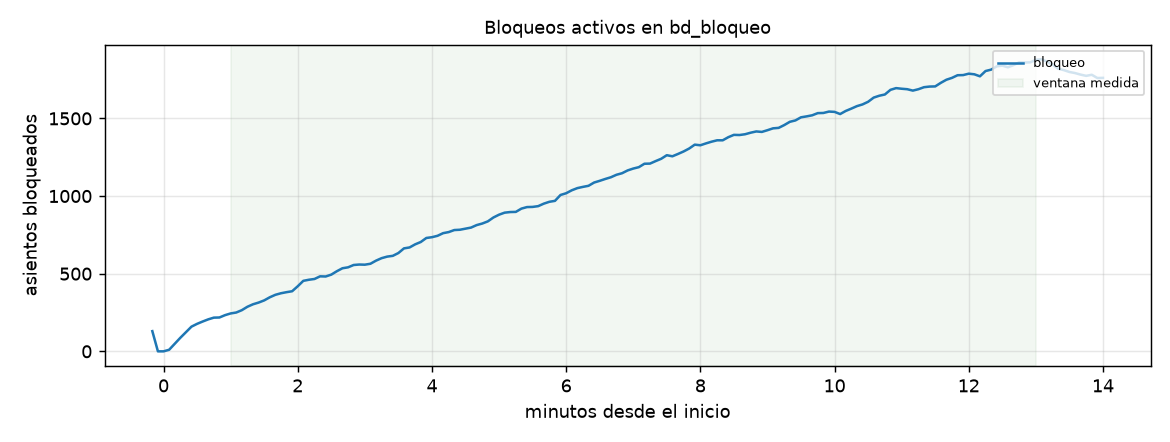 Bloqueos activos en bd_bloqueo
asientos bloqueados
1500
1000
500
0
bloqueo
ventana medida
0 2 4 6 8 10 12 14
minutos desde el inicio